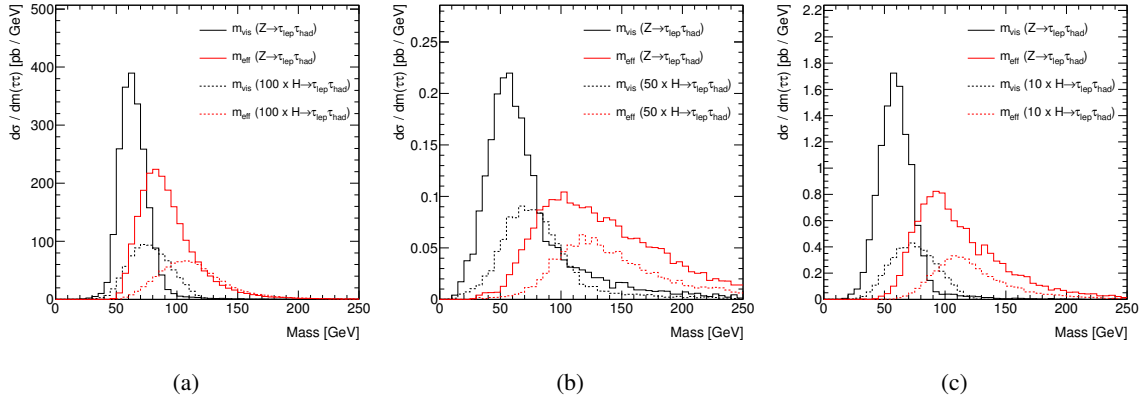 dσ / dm(ττ) [pb / GeV]
500
400
300
200
100
0
0 50 100 150 200 250
Mass [GeV]
m_vis (Z→τ_lep τ_had)
m_eff (Z→τ_lep τ_had)
m_vis (100 x H→τ_lep τ_had)
m_eff (100 x H→τ_lep τ_had)
(a)
dσ / dm(ττ) [pb / GeV]
0.25
0.2
0.15
0.1
0.05
0
0 50 100 150 200 250
Mass [GeV]
m_vis (Z→τ_lep τ_had)
m_eff (Z→τ_lep τ_had)
m_vis (50 x H→τ_lep τ_had)
m_eff (50 x H→τ_lep τ_had)
(b)
dσ / dm(ττ) [pb / GeV]
2.2
2
1.8
1.6
1.4
1.2
1
0.8
0.6
0.4
0.2
0
0 50 100 150 200 250
Mass [GeV]
m_vis (Z→τ_lep τ_had)
m_eff (Z→τ_lep τ_had)
m_vis (10 x H→τ_lep τ_had)
m_eff (10 x H→τ_lep τ_had)
(c)